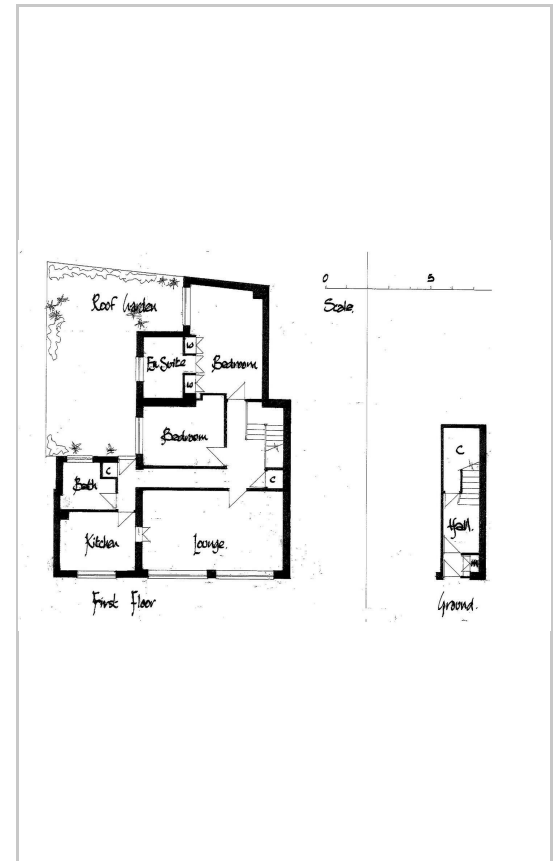 0 5
Scale.
Roof Garden
En Suite
W
W
Bedroom
Bedroom
C
Bath
C
Kitchen
Lounge.
First Floor
C
Hall.
M
Ground.